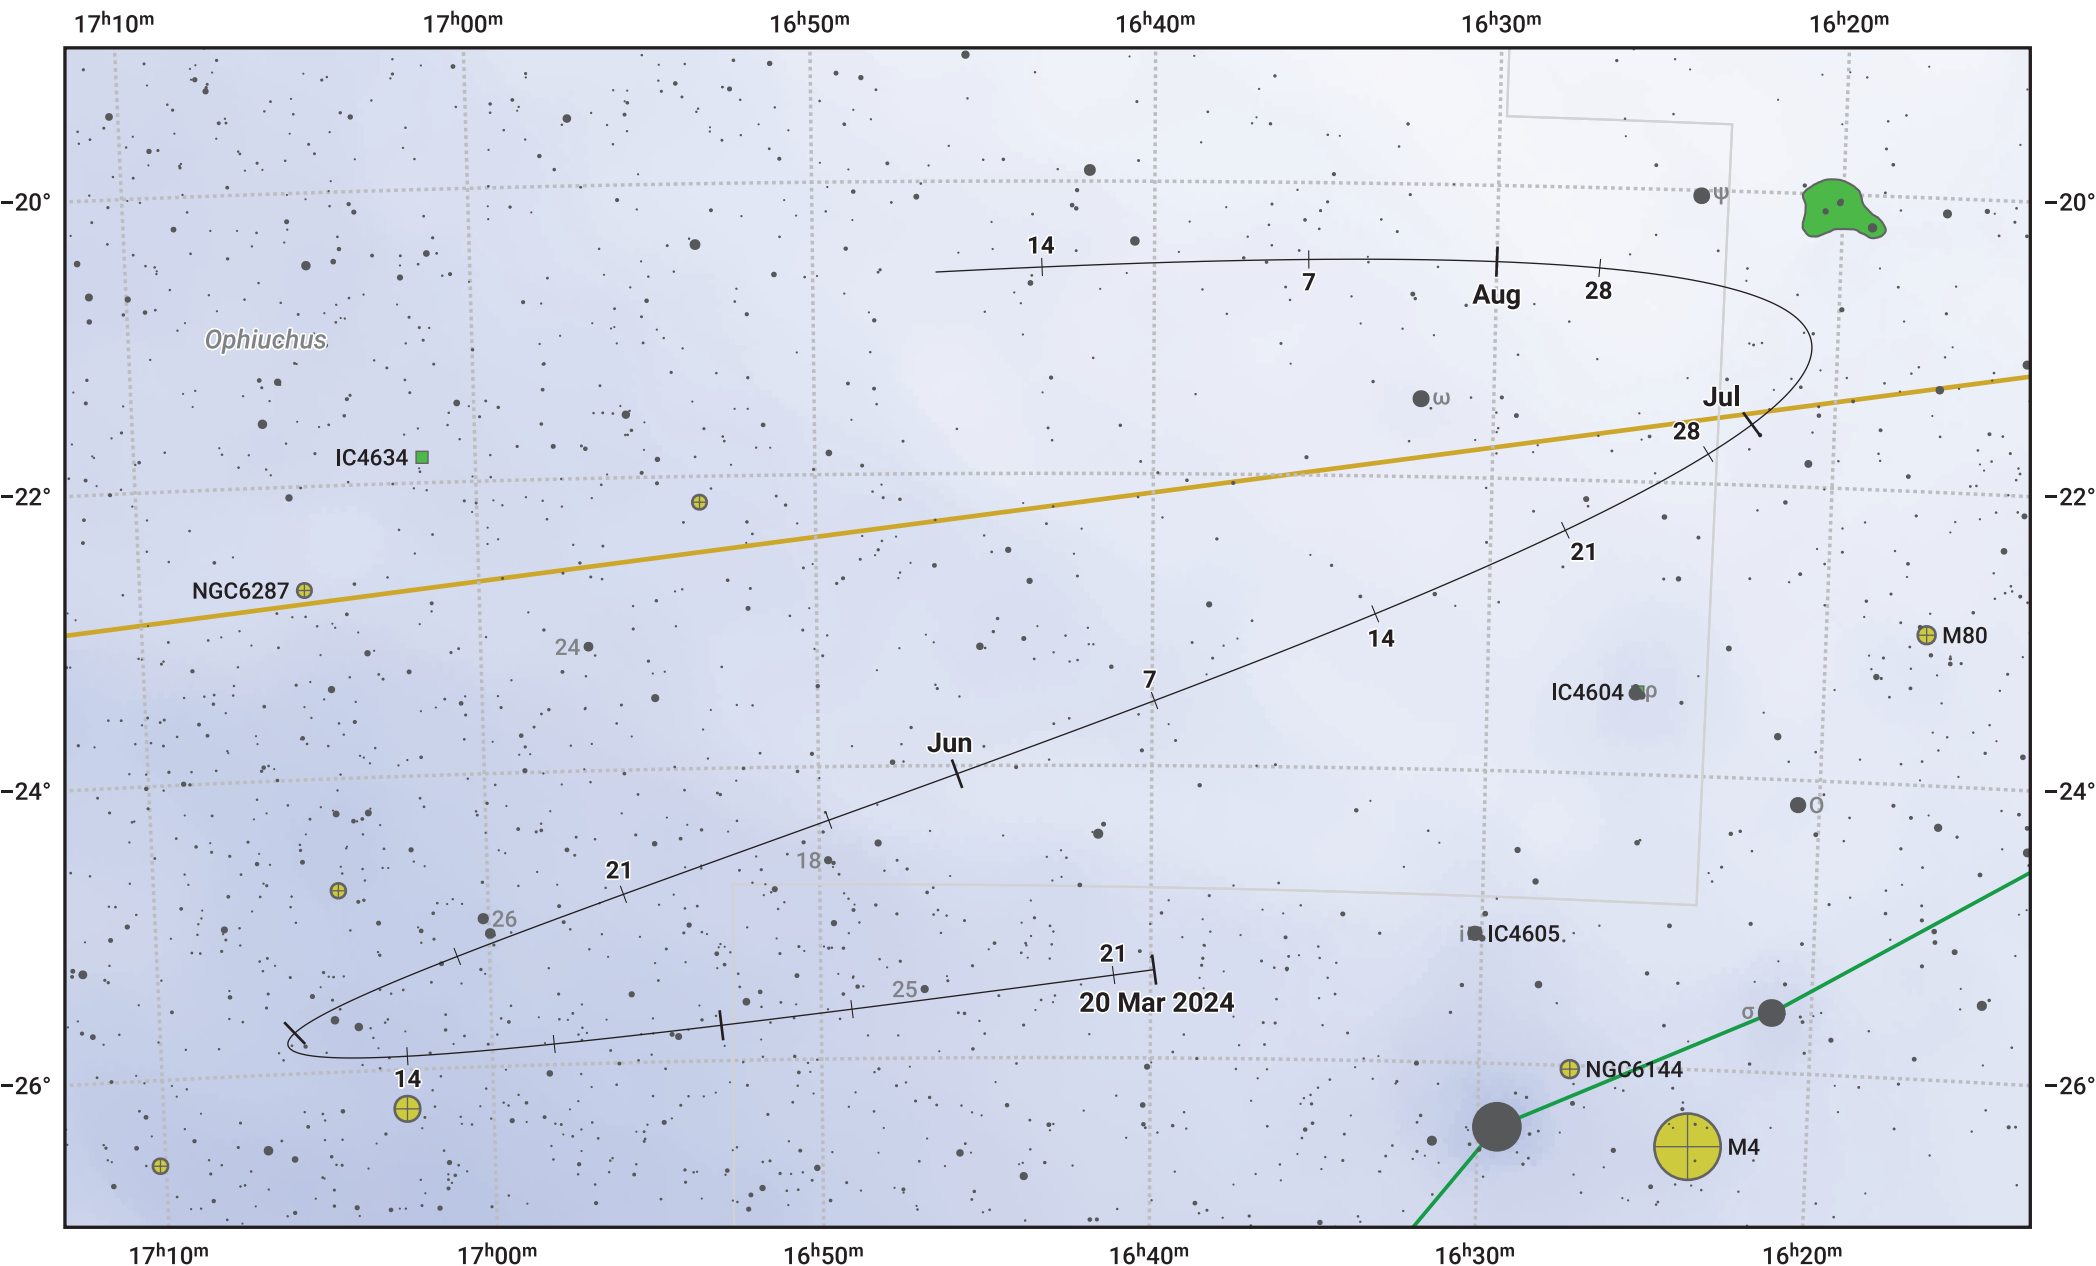 17ʰ10ᵐ 17ʰ00ᵐ 16ʰ50ᵐ 16ʰ40ᵐ 16ʰ30ᵐ 16ʰ20ᵐ
−20° ψ −20°
14
7 Aug 28
Ophiuchus
Jul
ω
28
IC4634
−22° −22°
21
NGC6287
24 14 M80
7 IC4604 ρ
Jun
−24° ο −24°
18
21
26
i IC4605
21
25
20 Mar 2024 σ
14 NGC6144
−26° −26°
M4
17ʰ10ᵐ 17ʰ00ᵐ 16ʰ50ᵐ 16ʰ40ᵐ 16ʰ30ᵐ 16ʰ20ᵐ